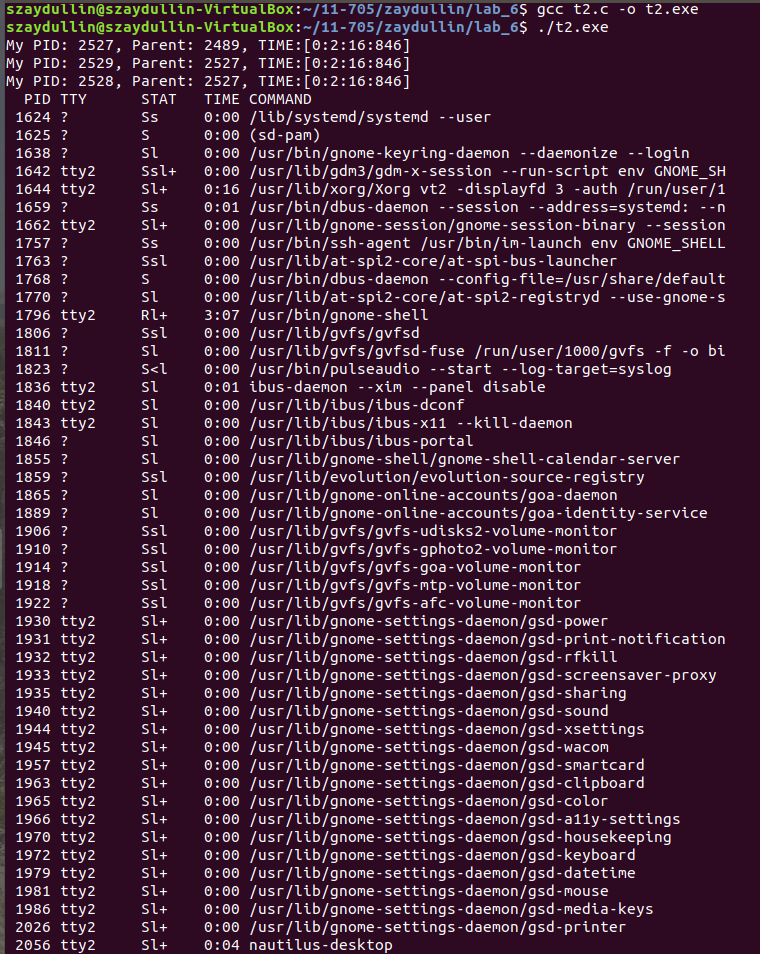 szaydullin@szaydullin-VirtualBox:~/11-705/zaydullin/lab_6$ gcc t2.c -o t2.exe
szaydullin@szaydullin-VirtualBox:~/11-705/zaydullin/lab_6$ ./t2.exe
My PID: 2527, Parent: 2489, TIME:[0:2:16:846]
My PID: 2529, Parent: 2527, TIME:[0:2:16:846]
My PID: 2528, Parent: 2527, TIME:[0:2:16:846]
  PID TTY      STAT   TIME COMMAND
 1624 ?        Ss     0:00 /lib/systemd/systemd --user
 1625 ?        S      0:00 (sd-pam)
 1638 ?        Sl     0:00 /usr/bin/gnome-keyring-daemon --daemonize --login
 1642 tty2     Ssl+   0:00 /usr/lib/gdm3/gdm-x-session --run-script env GNOME_SH
 1644 tty2     Sl+    0:16 /usr/lib/xorg/Xorg vt2 -displayfd 3 -auth /run/user/1
 1659 ?        Ss     0:01 /usr/bin/dbus-daemon --session --address=systemd: --n
 1662 tty2     Sl+    0:00 /usr/lib/gnome-session/gnome-session-binary --session
 1757 ?        Ss     0:00 /usr/bin/ssh-agent /usr/bin/im-launch env GNOME_SHELL
 1763 ?        Ssl    0:00 /usr/lib/at-spi2-core/at-spi-bus-launcher
 1768 ?        S      0:00 /usr/bin/dbus-daemon --config-file=/usr/share/default
 1770 ?        Sl     0:00 /usr/lib/at-spi2-core/at-spi2-registryd --use-gnome-s
 1796 tty2     Rl+    3:07 /usr/bin/gnome-shell
 1806 ?        Ssl    0:00 /usr/lib/gvfs/gvfsd
 1811 ?        Sl     0:00 /usr/lib/gvfs/gvfsd-fuse /run/user/1000/gvfs -f -o bi
 1823 ?        S<l    0:00 /usr/bin/pulseaudio --start --log-target=syslog
 1836 tty2     Sl     0:01 ibus-daemon --xim --panel disable
 1840 tty2     Sl     0:00 /usr/lib/ibus/ibus-dconf
 1843 tty2     Sl     0:00 /usr/lib/ibus/ibus-x11 --kill-daemon
 1846 ?        Sl     0:00 /usr/lib/ibus/ibus-portal
 1855 ?        Sl     0:00 /usr/lib/gnome-shell/gnome-shell-calendar-server
 1859 ?        Ssl    0:00 /usr/lib/evolution/evolution-source-registry
 1865 ?        Sl     0:00 /usr/lib/gnome-online-accounts/goa-daemon
 1889 ?        Sl     0:00 /usr/lib/gnome-online-accounts/goa-identity-service
 1906 ?        Ssl    0:00 /usr/lib/gvfs/gvfs-udisks2-volume-monitor
 1910 ?        Ssl    0:00 /usr/lib/gvfs/gvfs-gphoto2-volume-monitor
 1914 ?        Ssl    0:00 /usr/lib/gvfs/gvfs-goa-volume-monitor
 1918 ?        Ssl    0:00 /usr/lib/gvfs/gvfs-mtp-volume-monitor
 1922 ?        Ssl    0:00 /usr/lib/gvfs/gvfs-afc-volume-monitor
 1930 tty2     Sl+    0:00 /usr/lib/gnome-settings-daemon/gsd-power
 1931 tty2     Sl+    0:00 /usr/lib/gnome-settings-daemon/gsd-print-notification
 1932 tty2     Sl+    0:00 /usr/lib/gnome-settings-daemon/gsd-rfkill
 1933 tty2     Sl+    0:00 /usr/lib/gnome-settings-daemon/gsd-screensaver-proxy
 1935 tty2     Sl+    0:00 /usr/lib/gnome-settings-daemon/gsd-sharing
 1940 tty2     Sl+    0:00 /usr/lib/gnome-settings-daemon/gsd-sound
 1944 tty2     Sl+    0:00 /usr/lib/gnome-settings-daemon/gsd-xsettings
 1945 tty2     Sl+    0:00 /usr/lib/gnome-settings-daemon/gsd-wacom
 1957 tty2     Sl+    0:00 /usr/lib/gnome-settings-daemon/gsd-smartcard
 1963 tty2     Sl+    0:00 /usr/lib/gnome-settings-daemon/gsd-clipboard
 1965 tty2     Sl+    0:00 /usr/lib/gnome-settings-daemon/gsd-color
 1966 tty2     Sl+    0:00 /usr/lib/gnome-settings-daemon/gsd-a11y-settings
 1970 tty2     Sl+    0:00 /usr/lib/gnome-settings-daemon/gsd-housekeeping
 1972 tty2     Sl+    0:00 /usr/lib/gnome-settings-daemon/gsd-keyboard
 1979 tty2     Sl+    0:00 /usr/lib/gnome-settings-daemon/gsd-datetime
 1981 tty2     Sl+    0:00 /usr/lib/gnome-settings-daemon/gsd-mouse
 1986 tty2     Sl+    0:00 /usr/lib/gnome-settings-daemon/gsd-media-keys
 2026 tty2     Sl+    0:00 /usr/lib/gnome-settings-daemon/gsd-printer
 2056 tty2     Sl+    0:04 nautilus-desktop